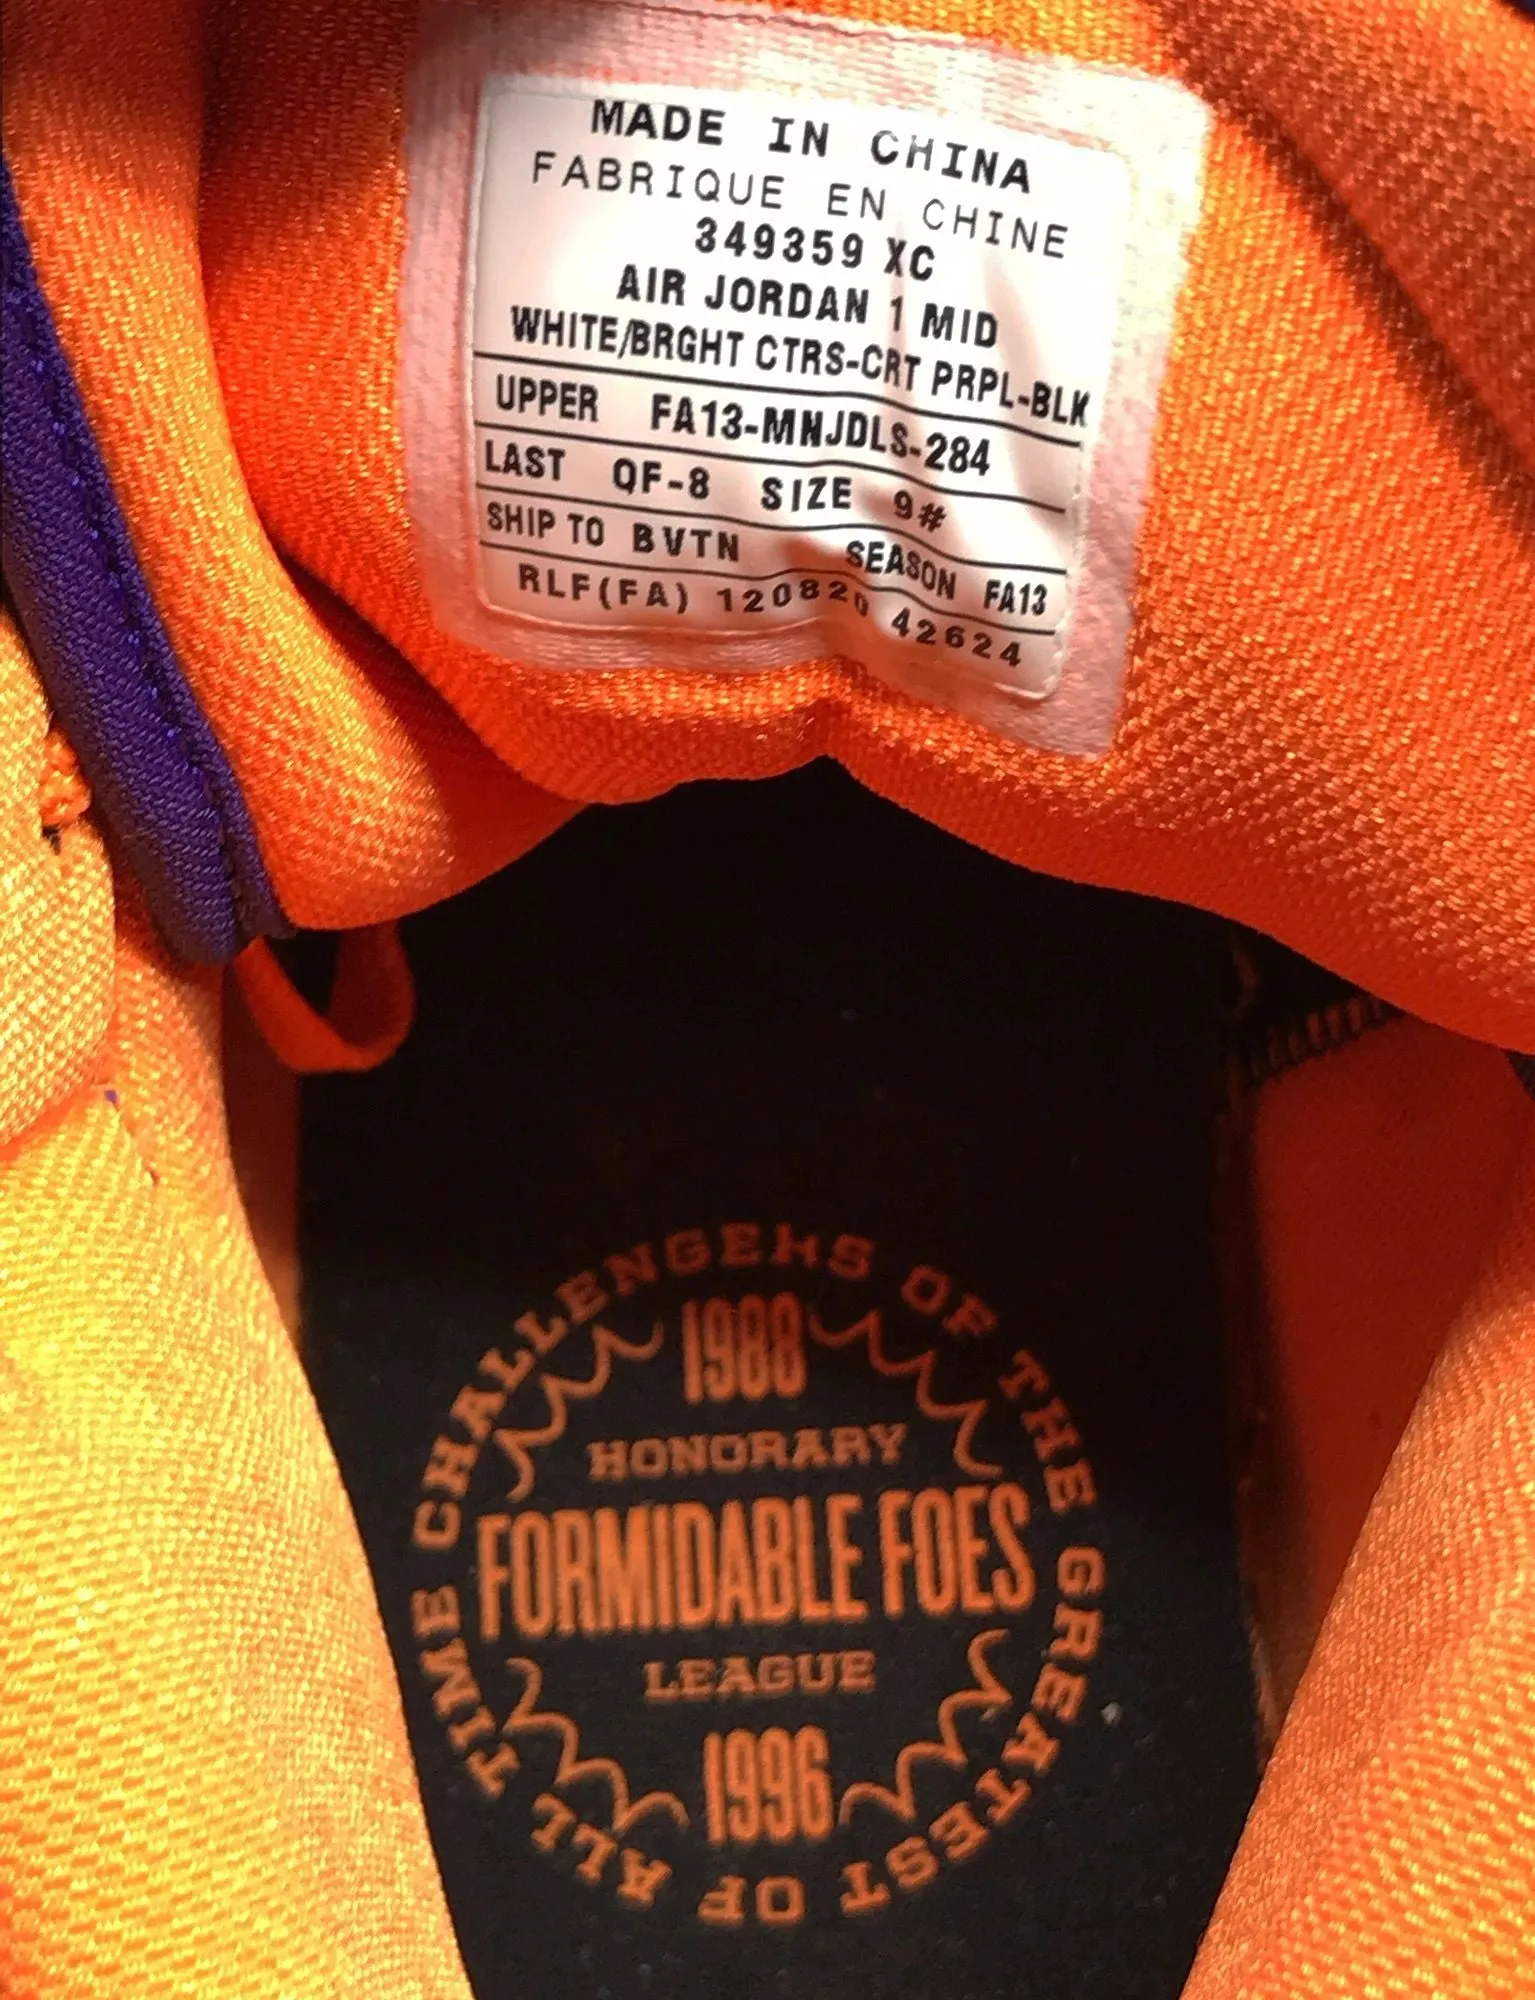 MADE IN CHINA
FABRIQUE EN CHINE
349359 XC
AIR JORDAN 1 MID
WHITE/BRGHT CTRS-CRT PRPL-BLK
UPPER FA13-MNJDLS-284
LAST QF-8 SIZE 9#
SHIP TO BVTN SEASON FA13
RLF(FA) 120820 42624
CHALLENGERS OF THE GREATEST OF ALL TIME
1988
HONORARY
FORMIDABLE FOES
LEAGUE
1996